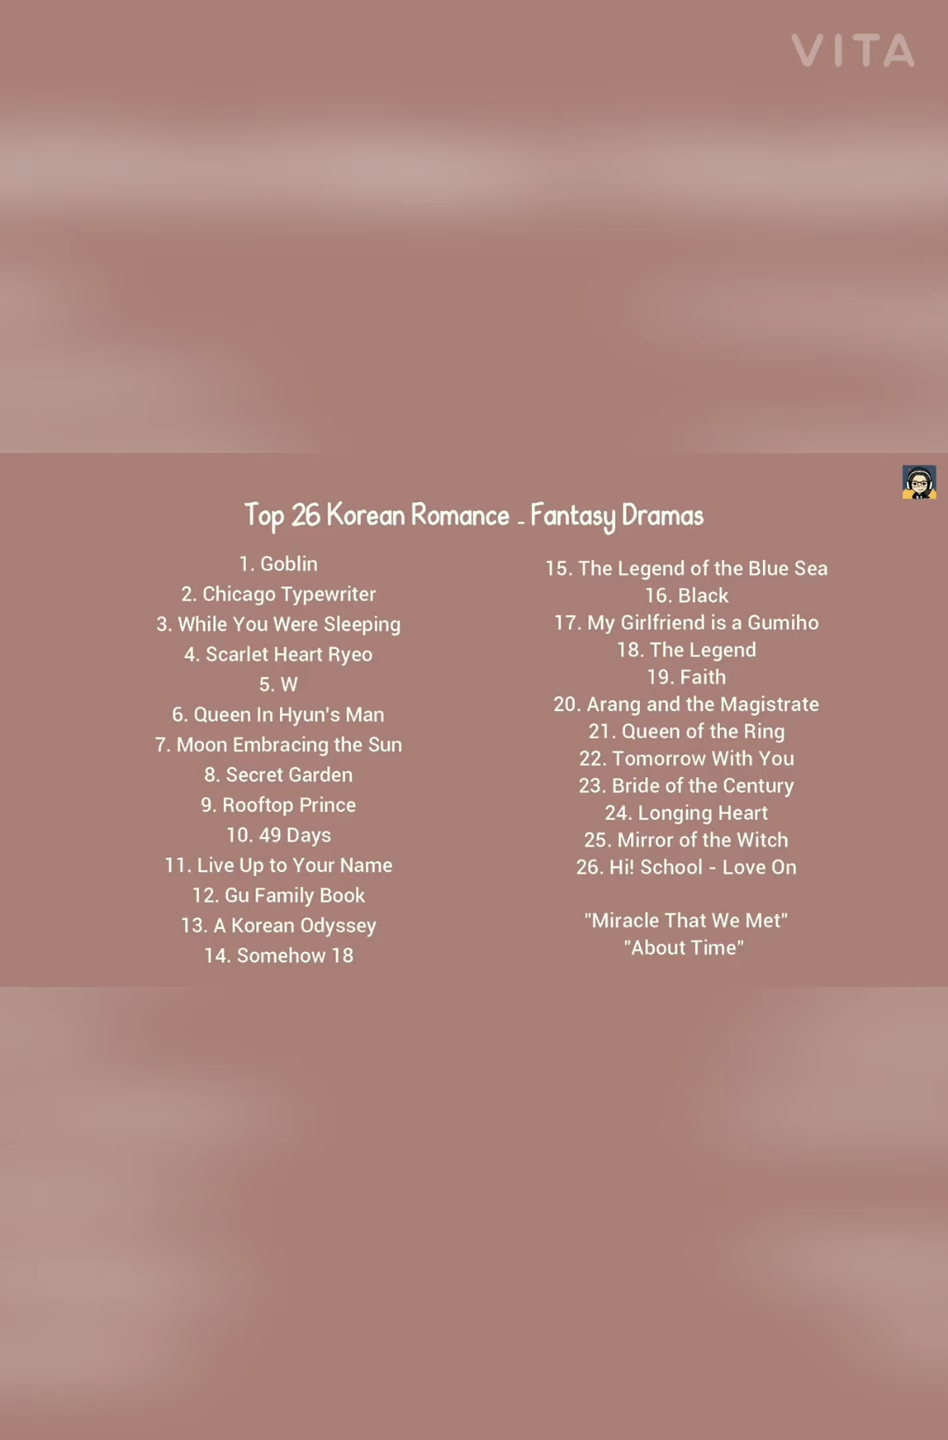 VITA
Top 26 Korean Romance - Fantasy Dramas
1. Goblin
2. Chicago Typewriter
3. While You Were Sleeping
4. Scarlet Heart Ryeo
5. W
6. Queen In Hyun's Man
7. Moon Embracing the Sun
8. Secret Garden
9. Rooftop Prince
10. 49 Days
11. Live Up to Your Name
12. Gu Family Book
13. A Korean Odyssey
14. Somehow 18
15. The Legend of the Blue Sea
16. Black
17. My Girlfriend is a Gumiho
18. The Legend
19. Faith
20. Arang and the Magistrate
21. Queen of the Ring
22. Tomorrow With You
23. Bride of the Century
24. Longing Heart
25. Mirror of the Witch
26. Hi! School - Love On
"Miracle That We Met"
"About Time"